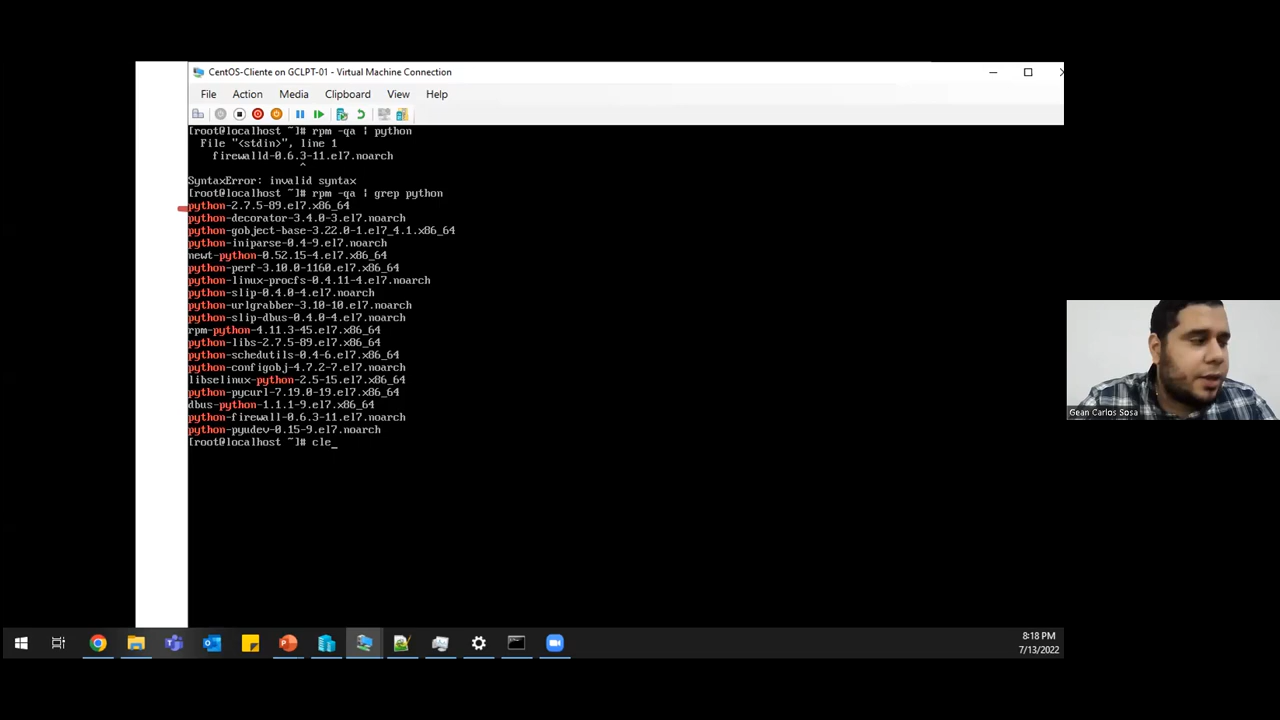 CentOS-Cliente on GCLPT-01 - Virtual Machine Connection
File Action Media Clipboard View Help
[root@localhost ~]# rpm -qa | python
File "<stdin>", line 1
firewalld-0.6.3-11.el7.noarch
^
SyntaxError: invalid syntax
[root@localhost ~]# rpm -qa | grep python
python-2.7.5-89.el7.x86_64
python-decorator-3.4.0-3.el7.noarch
python-gobject-base-3.22.0-1.el7_4.1.x86_64
python-iniparse-0.4-9.el7.noarch
newt-python-0.52.15-4.el7.x86_64
python-perf-3.10.0-1160.el7.x86_64
python-linux-procfs-0.4.11-4.el7.noarch
python-slip-0.4.0-4.el7.noarch
python-urlgrabber-3.10-10.el7.noarch
python-slip-dbus-0.4.0-4.el7.noarch
rpm-python-4.11.3-45.el7.x86_64
python-libs-2.7.5-89.el7.x86_64
python-schedutils-0.4-6.el7.x86_64
python-configobj-4.7.2-7.el7.noarch
libselinux-python-2.5-15.el7.x86_64
python-pycurl-7.19.0-19.el7.x86_64
dbus-python-1.1.1-9.el7.x86_64
python-firewall-0.6.3-11.el7.noarch
python-pyudev-0.15-9.el7.noarch
[root@localhost ~]# cle_
Gean Carlos Sosa
8:18 PM
7/13/2022